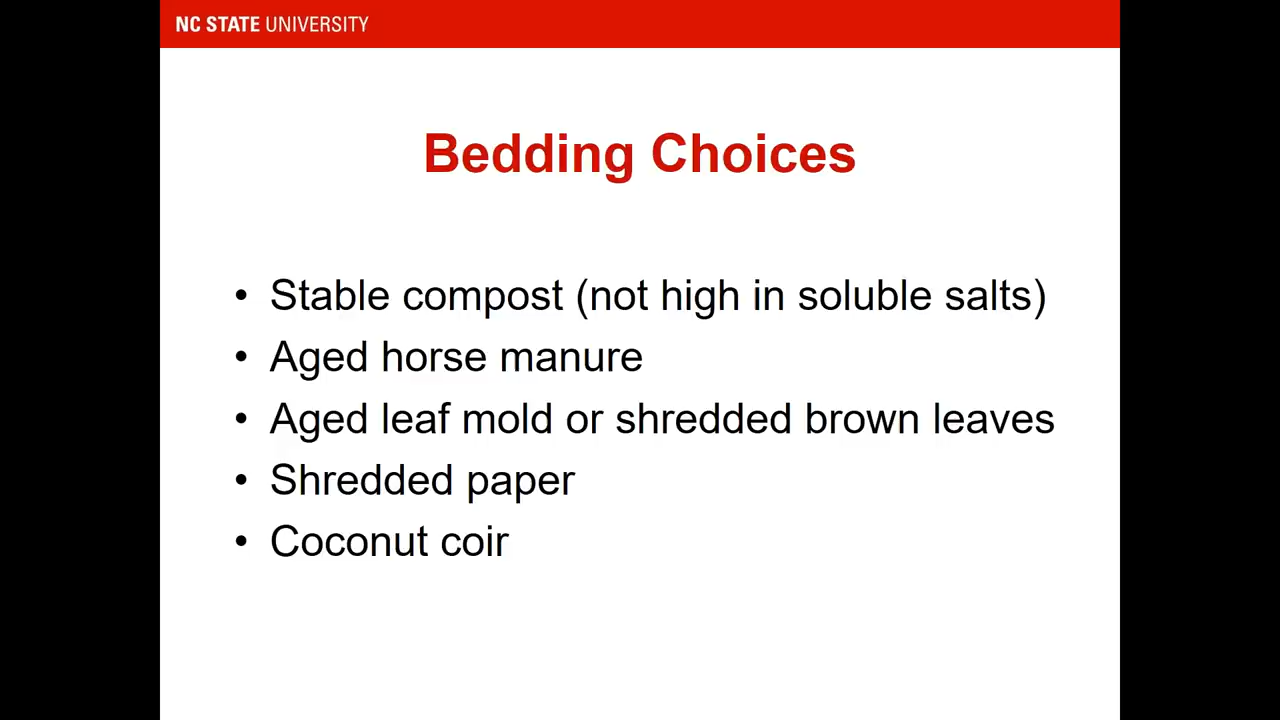 NC STATE UNIVERSITY
Bedding Choices
• Stable compost (not high in soluble salts)
• Aged horse manure
• Aged leaf mold or shredded brown leaves
• Shredded paper
• Coconut coir